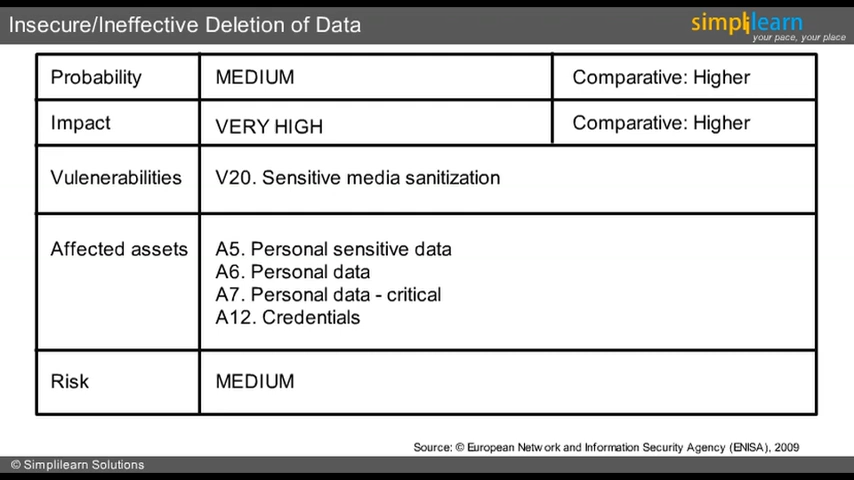 Insecure/Ineffective Deletion of Data
simplilearn
your pace, your place
Probability MEDIUM Comparative: Higher
Impact VERY HIGH Comparative: Higher
Vulenerabilities V20. Sensitive media sanitization
Affected assets A5. Personal sensitive data
A6. Personal data
A7. Personal data - critical
A12. Credentials
Risk MEDIUM
Source: © European Network and Information Security Agency (ENISA), 2009
© Simplilearn Solutions